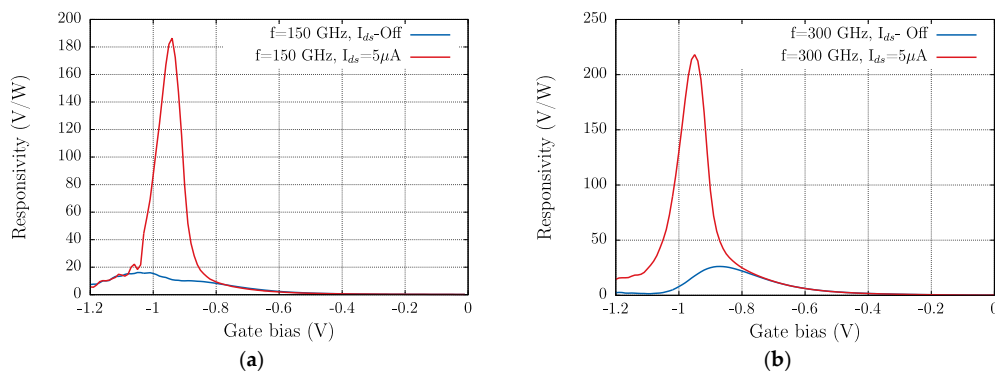 f=150 GHz, I_ds-Off
f=150 GHz, I_ds=5μA
Responsivity (V/W)
200
180
160
140
120
100
80
60
40
20
0
-1.2 -1 -0.8 -0.6 -0.4 -0.2 0
Gate bias (V)
(a)
f=300 GHz, I_ds- Off
f=300 GHz, I_ds=5μA
Responsivity (V/W)
250
200
150
100
50
0
-1.2 -1 -0.8 -0.6 -0.4 -0.2 0
Gate bias (V)
(b)